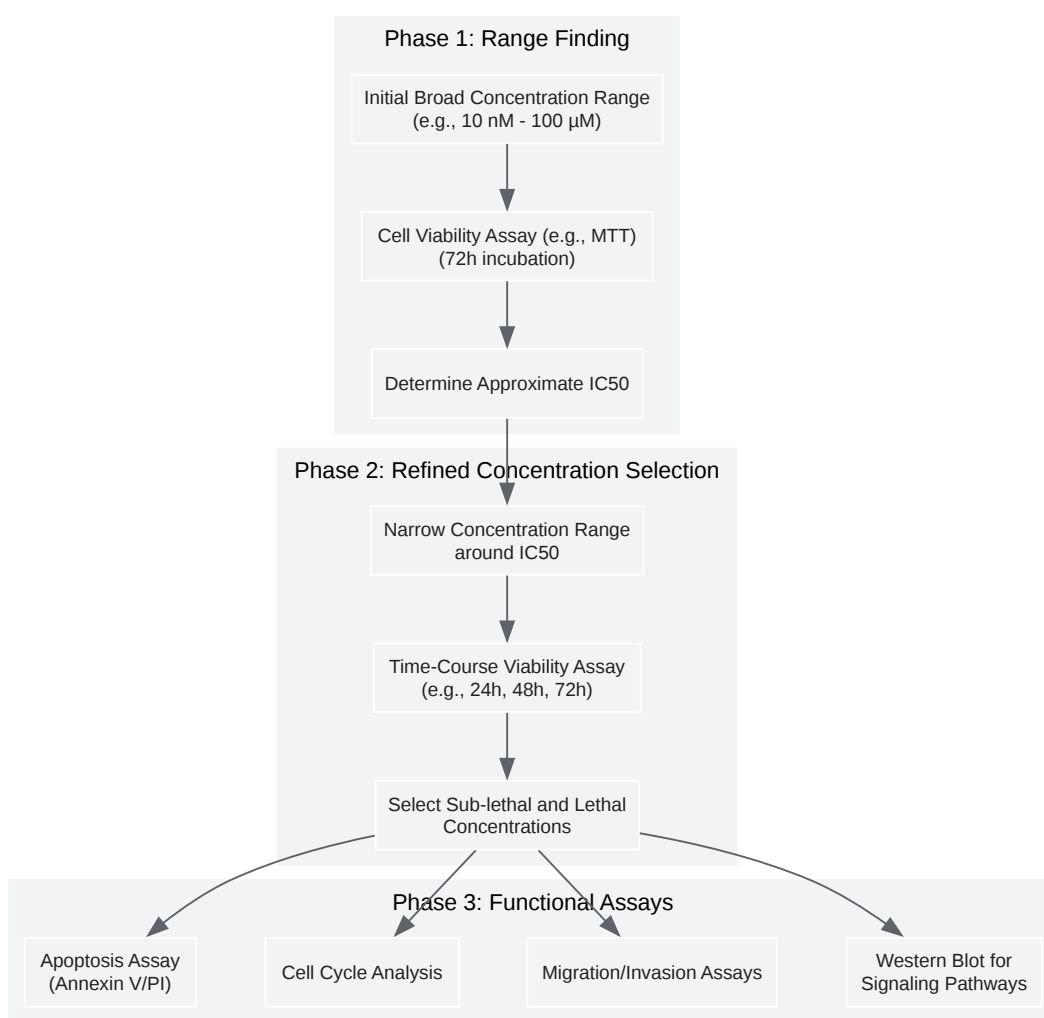 Phase 1: Range Finding
Initial Broad Concentration Range
(e.g., 10 nM - 100 µM)
Cell Viability Assay (e.g., MTT)
(72h incubation)
Determine Approximate IC50
Phase 2: Refined Concentration Selection
Narrow Concentration Range
around IC50
Time-Course Viability Assay
(e.g., 24h, 48h, 72h)
Select Sub-lethal and Lethal
Concentrations
Phase 3: Functional Assays
Apoptosis Assay
(Annexin V/PI)
Cell Cycle Analysis
Migration/Invasion Assays
Western Blot for
Signaling Pathways